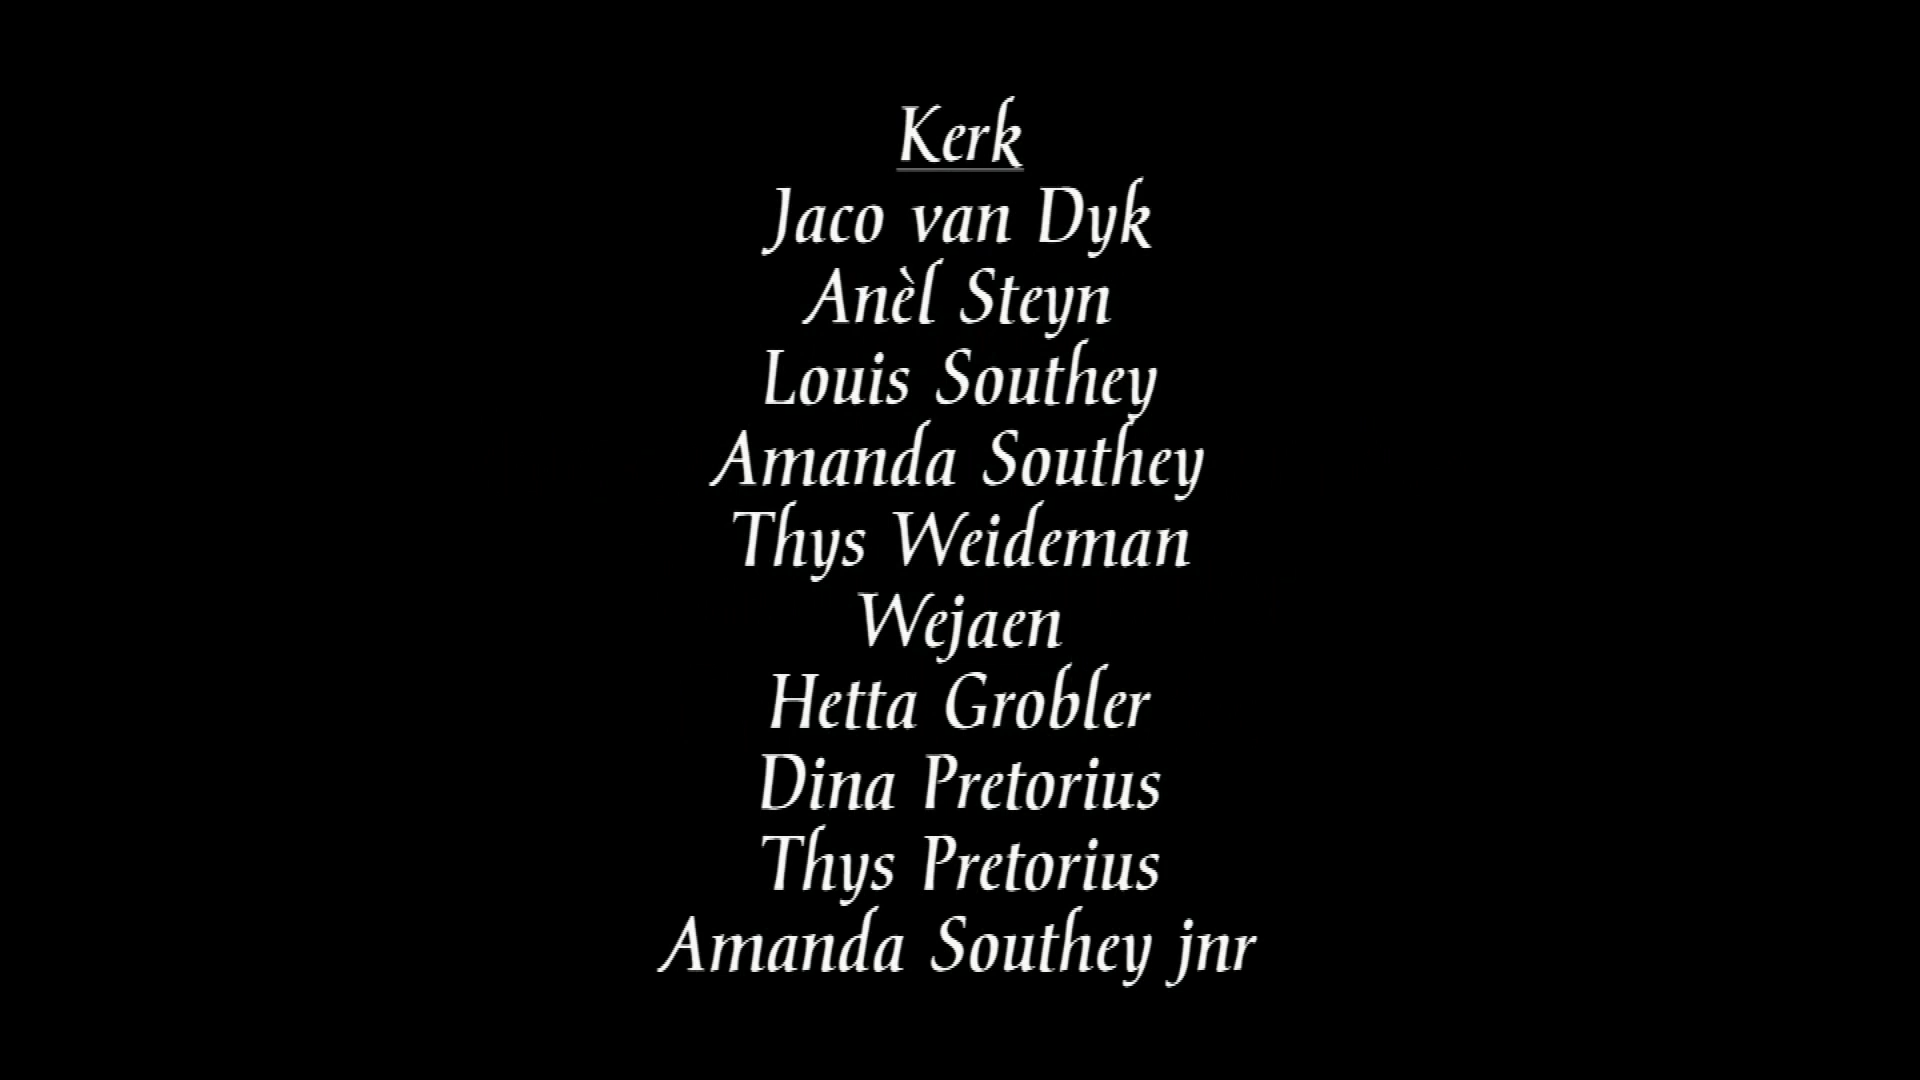 Kerk
Jaco van Dyk
Anèl Steyn
Louis Southey
Amanda Southey
Thys Weideman
Wejaen
Hetta Grobler
Dina Pretorius
Thys Pretorius
Amanda Southey jnr